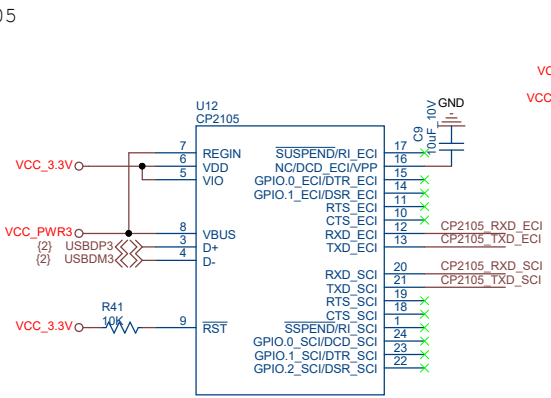 05
VC
VCC
U12
CP2105
C9
10uF_10V
GND
7 REGIN
6 VDD
5 VIO
VCC_3.3V
VCC_PWR3
8 VBUS
{2} USBDP3 3 D+
{2} USBDM3 4 D-
R41
10K
VCC_3.3V
9 RST
SUSPEND/RI_ECI 17
NC/DCD_ECI/VPP 16
GPIO.0_ECI/DTR_ECI 15
GPIO.1_ECI/DSR_ECI 14
RTS_ECI 11
CTS_ECI 10
RXD_ECI 12 CP2105_RXD_ECI
TXD_ECI 13 CP2105_TXD_ECI
RXD_SCI 20 CP2105_RXD_SCI
TXD_SCI 21 CP2105_TXD_SCI
RTS_SCI 19
CTS_SCI 18
SSPEND/RI_SCI 1
GPIO.0_SCI/DCD_SCI 24
GPIO.1_SCI/DTR_SCI 23
GPIO.2_SCI/DSR_SCI 22